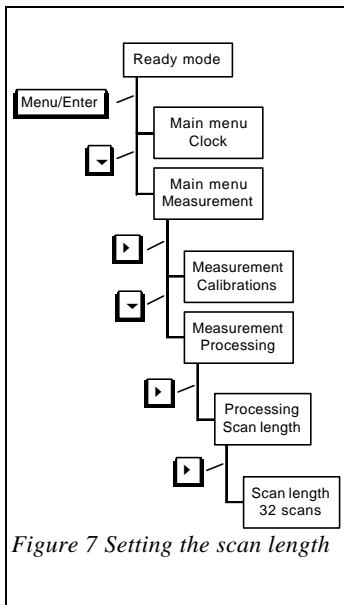 Ready mode
Menu/Enter
Main menu
Clock
Main menu
Measurement
Measurement
Calibrations
Measurement
Processing
Processing
Scan length
Scan length
32 scans
Figure 7 Setting the scan length